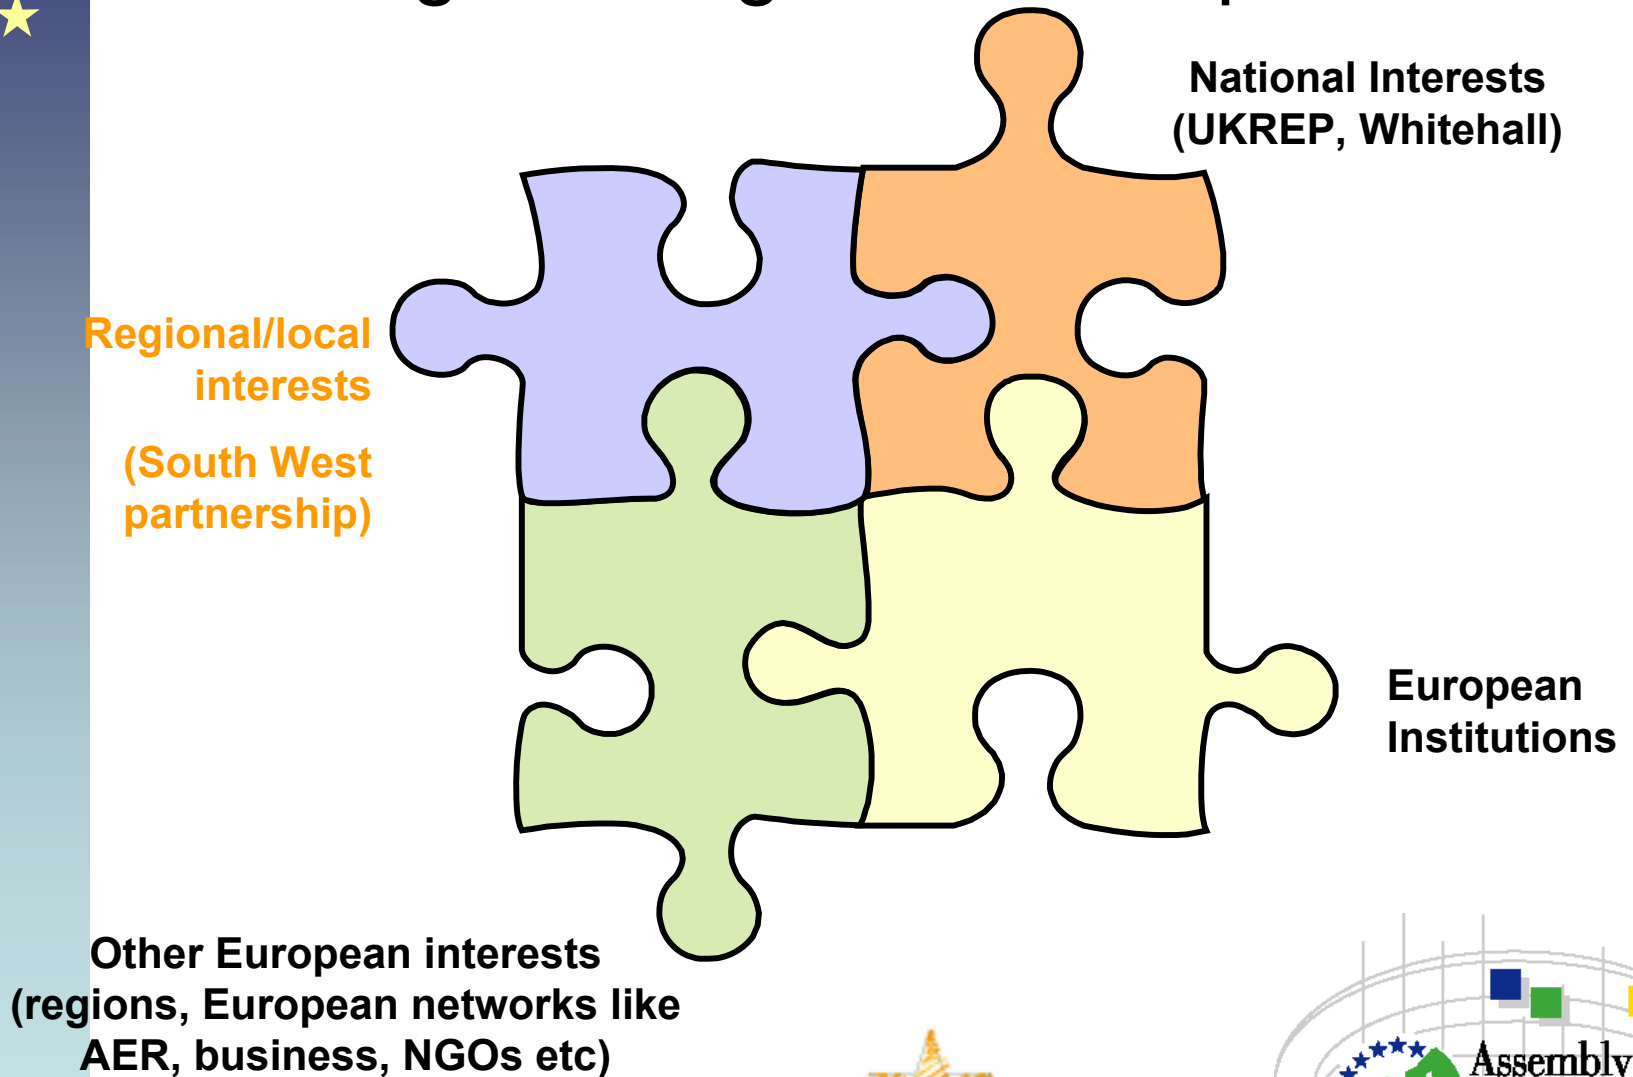 National Interests
(UKREP, Whitehall)
Regional/local
interests
(South West
partnership)
European
Institutions
Other European interests
(regions, European networks like
AER, business, NGOs etc)
Assembly